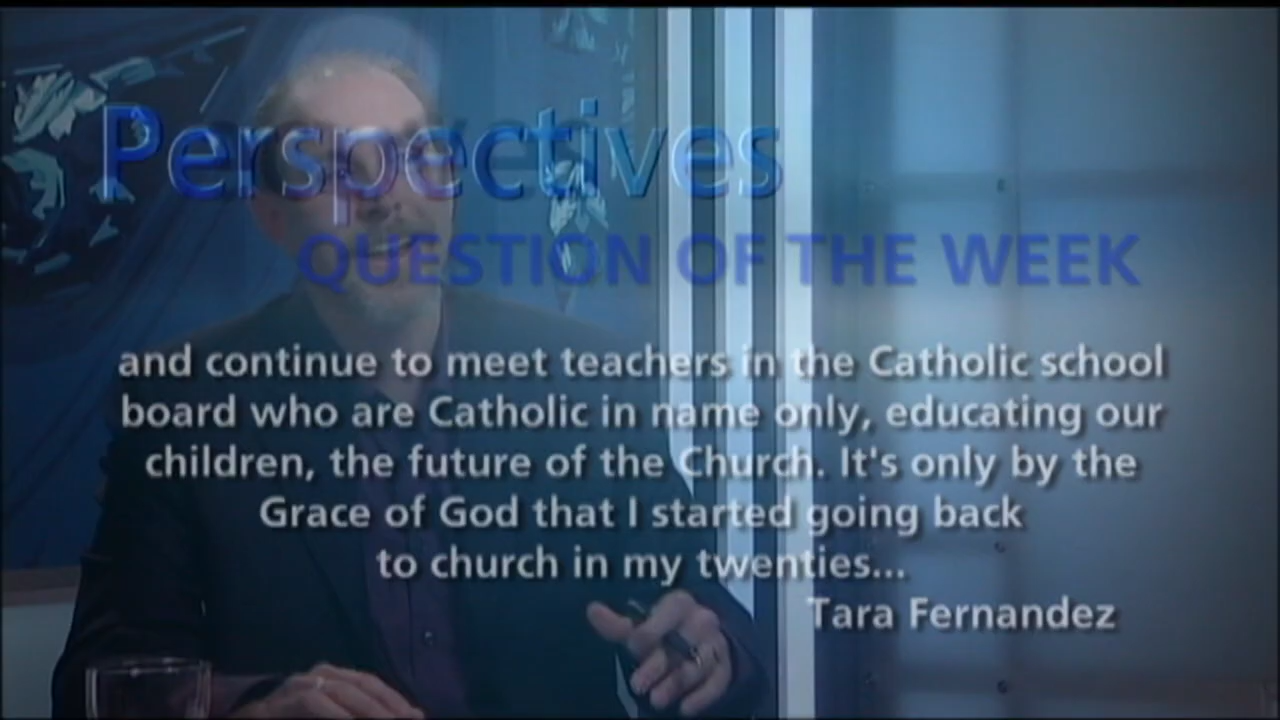 Perspectives
QUESTION OF THE WEEK
and continue to meet teachers in the Catholic school
board who are Catholic in name only, educating our
children, the future of the Church. It's only by the
Grace of God that I started going back
to church in my twenties...
Tara Fernandez